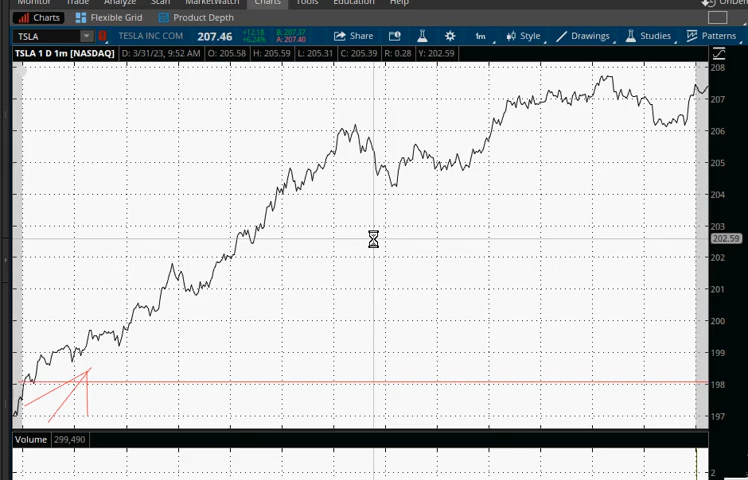 Monitor Trade Analyze Scan MarketWatch Charts Tools Education OnDem
Charts Flexible Grid Product Depth
TSLA TESLA INC COM 207.46 +12.18 +6.24% B: 207.37 A: 207.40 Share 1m Style Drawings Studies Patterns
TSLA 1 D 1m [NASDAQ] D: 3/31/23, 9:52 AM O: 205.58 H: 205.59 L: 205.31 C: 205.39 R: 0.28 Y: 202.59
208
207
206
205
204
203
202.59
202
201
200
199
198
197
Volume 299,490
2